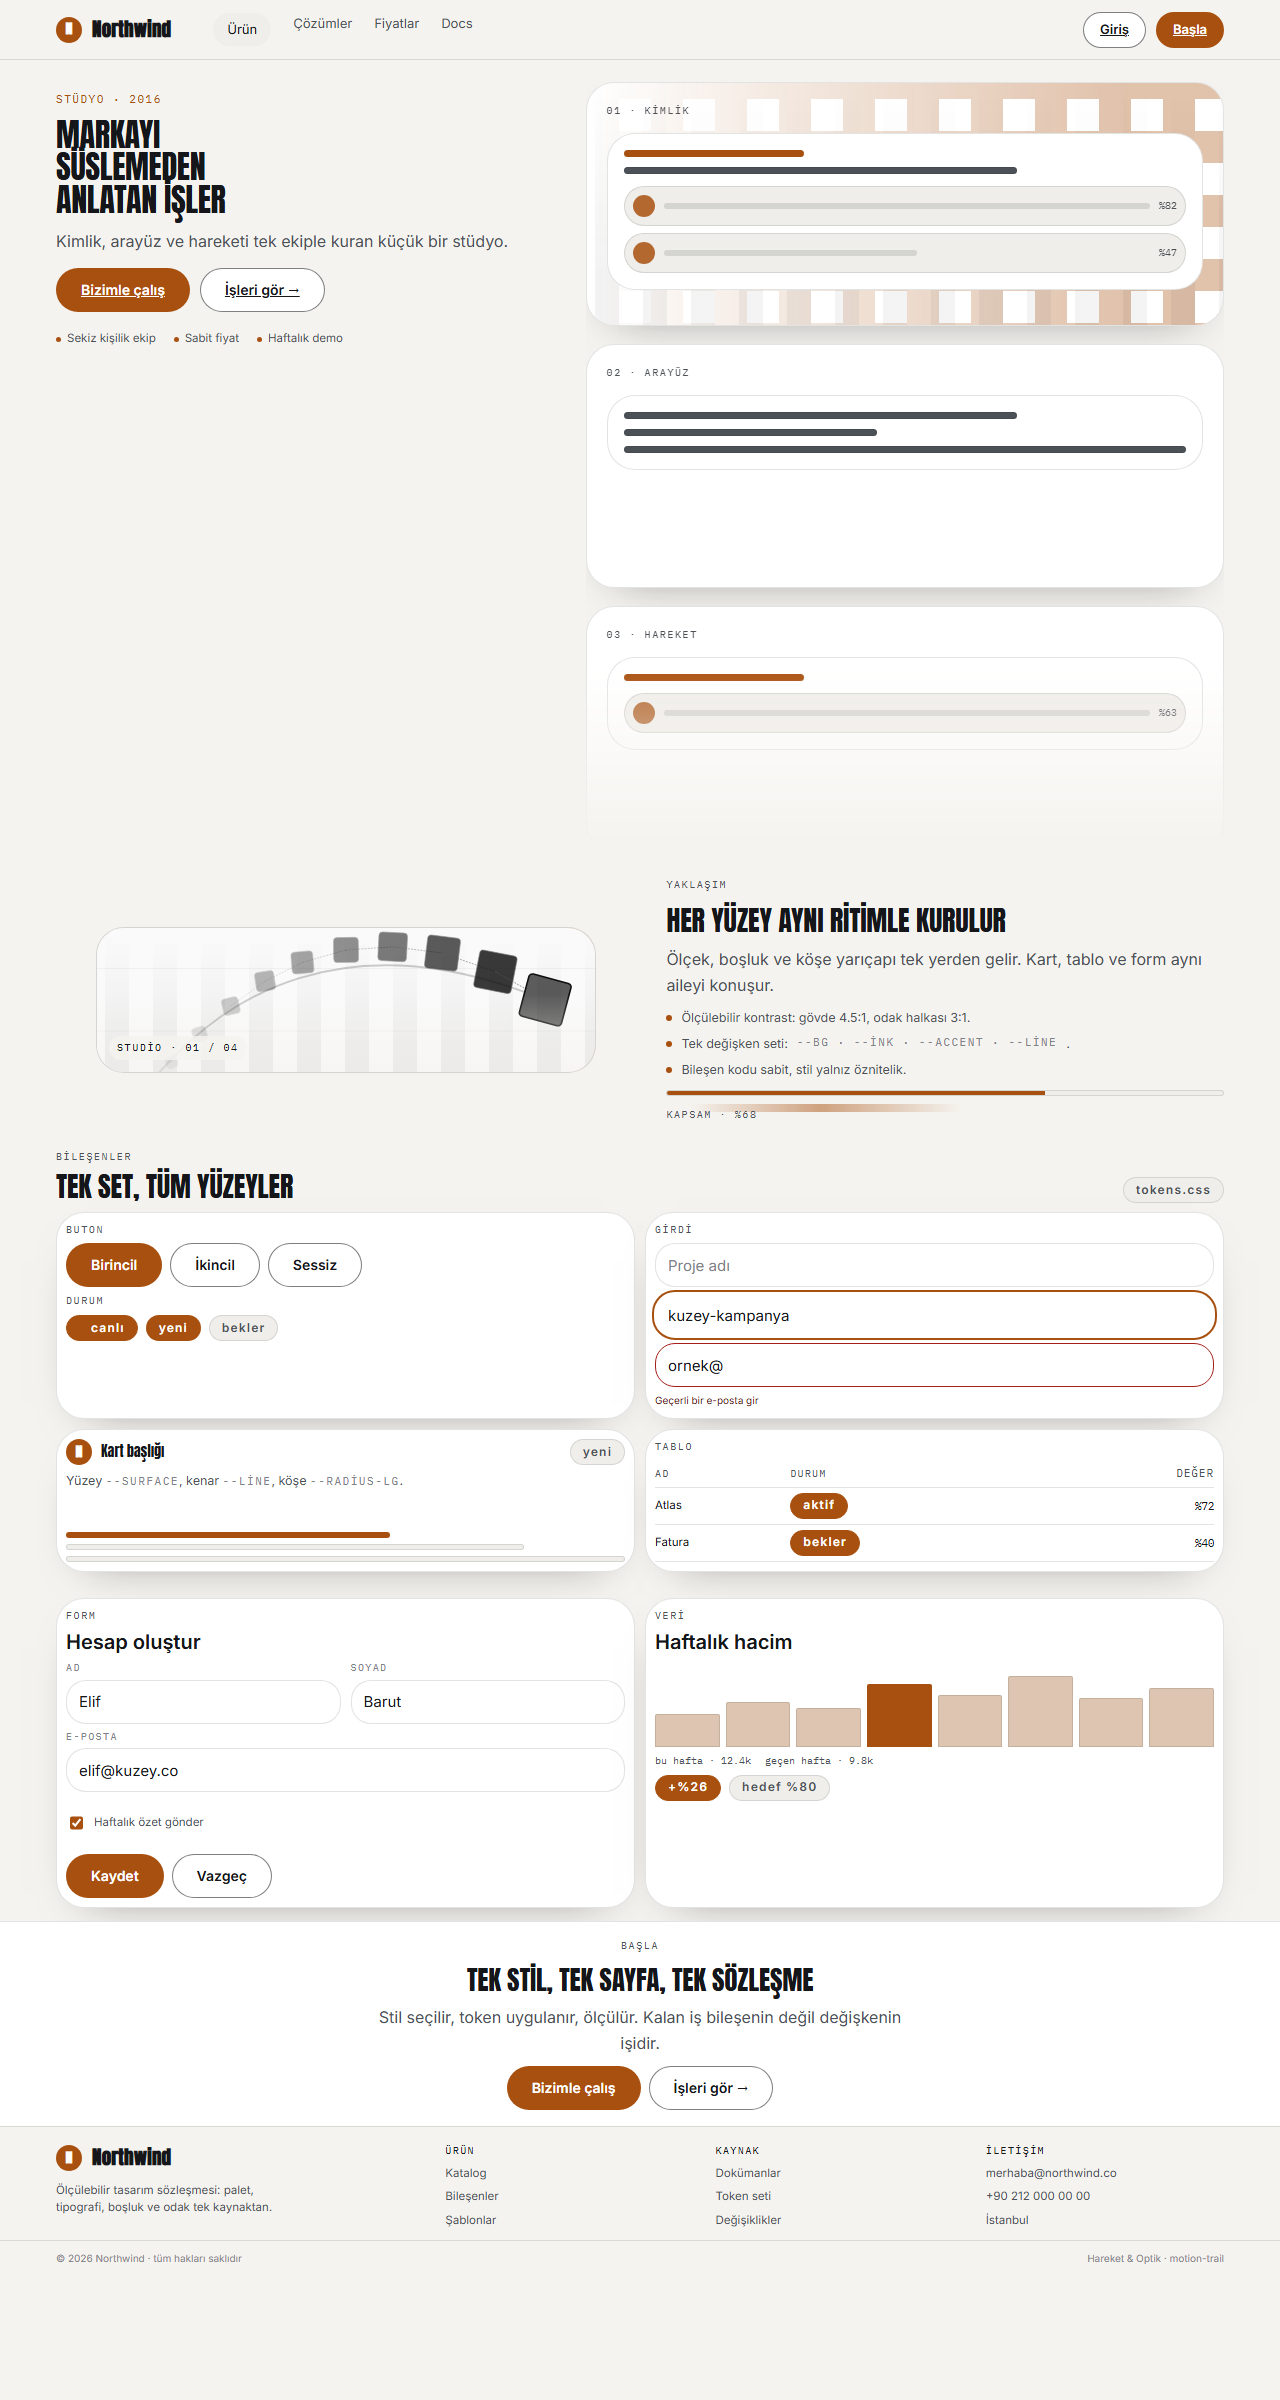 Northwind
Ürün Çözümler Fiyatlar Docs
Giriş Başla
STÜDYO · 2016
MARKAYI
SÜSLEMEDEN
ANLATAN İŞLER
Kimlik, arayüz ve hareketi tek ekiple kuran küçük bir stüdyo.
Bizimle çalış İşleri gör →
Sekiz kişilik ekip Sabit fiyat Haftalık demo
01 · KİMLİK
%82
%47
02 · ARAYÜZ
03 · HAREKET
%63
STUDİO · 01 / 04
YAKLAŞIM
HER YÜZEY AYNI RİTİMLE KURULUR
Ölçek, boşluk ve köşe yarıçapı tek yerden gelir. Kart, tablo ve form aynı
aileyi konuşur.
Ölçülebilir kontrast: gövde 4.5:1, odak halkası 3:1.
Tek değişken seti: --BG · --İNK · --ACCENT · --LİNE .
Bileşen kodu sabit, stil yalnız öznitelik.
KAPSAM · %68
BİLEŞENLER
TEK SET, TÜM YÜZEYLER
tokens.css
BUTON
Birincil İkincil Sessiz
DURUM
canlı yeni bekler
GİRDİ
Proje adı
kuzey-kampanya
ornek@
Geçerli bir e-posta gir
Kart başlığı yeni
Yüzey --SURFACE, kenar --LİNE, köşe --RADİUS-LG.
TABLO
AD DURUM DEĞER
Atlas aktif %72
Fatura bekler %40
FORM
Hesap oluştur
AD SOYAD
Elif Barut
E-POSTA
elif@kuzey.co
Haftalık özet gönder
Kaydet Vazgeç
VERİ
Haftalık hacim
bu hafta · 12.4k geçen hafta · 9.8k
+%26 hedef %80
BAŞLA
TEK STİL, TEK SAYFA, TEK SÖZLEŞME
Stil seçilir, token uygulanır, ölçülür. Kalan iş bileşenin değil değişkenin
işidir.
Bizimle çalış İşleri gör →
Northwind
Ölçülebilir tasarım sözleşmesi: palet,
tipografi, boşluk ve odak tek kaynaktan.
ÜRÜN
Katalog
Bileşenler
Şablonlar
KAYNAK
Dokümanlar
Token seti
Değişiklikler
İLETİŞİM
merhaba@northwind.co
+90 212 000 00 00
İstanbul
© 2026 Northwind · tüm hakları saklıdır
Hareket & Optik · motion-trail